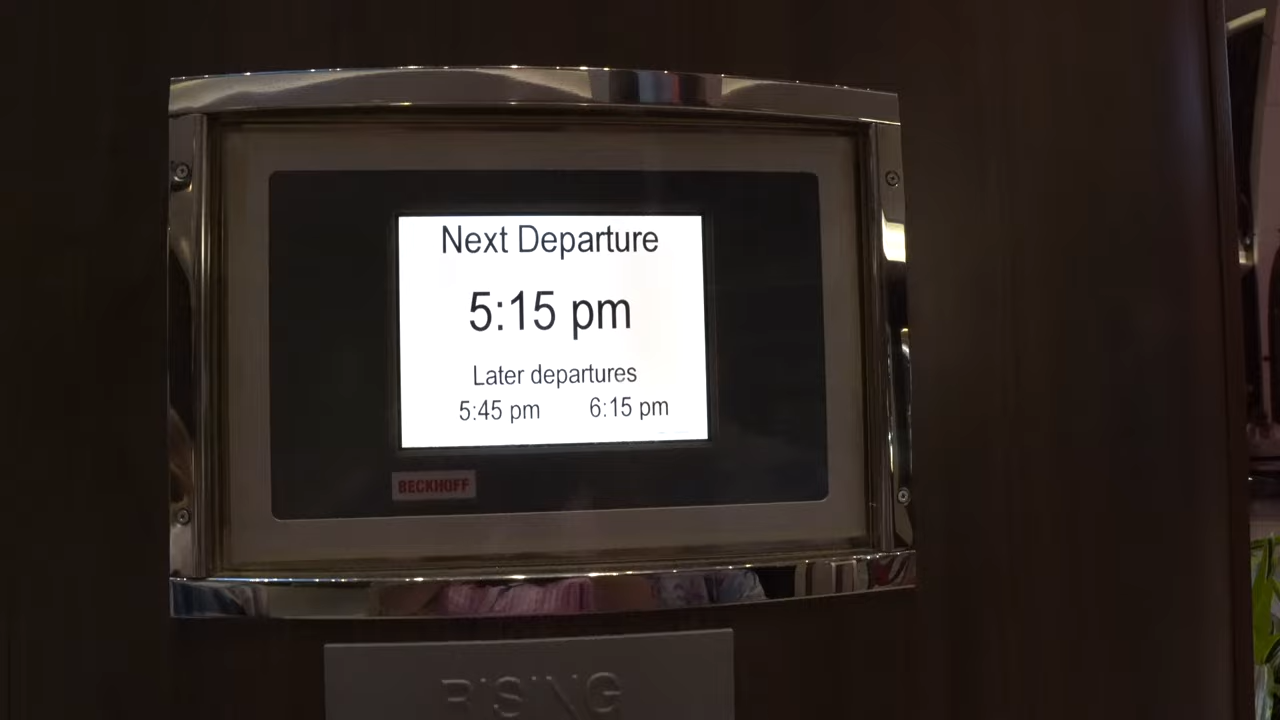 Next Departure
5:15 pm
Later departures
5:45 pm 6:15 pm
BECKHOFF
RISING